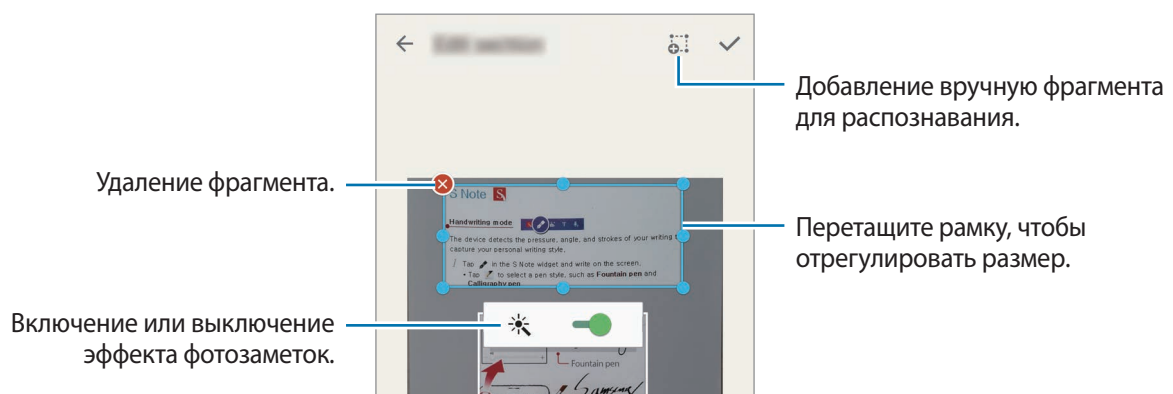 Edit section
Добавление вручную фрагмента
для распознавания.
Удаление фрагмента.
S Note S
Handwriting mode
The device detects the pressure, angle, and strokes of your writing
capture your personal writing style.
Tap in the S Note widget and write on the screen.
• Tap to select a pen style, such as Fountain pen and
Calligraphy pen
Перетащите рамку, чтобы
отрегулировать размер.
Включение или выключение
эффекта фотозаметок.
Fountain pen
Samsung